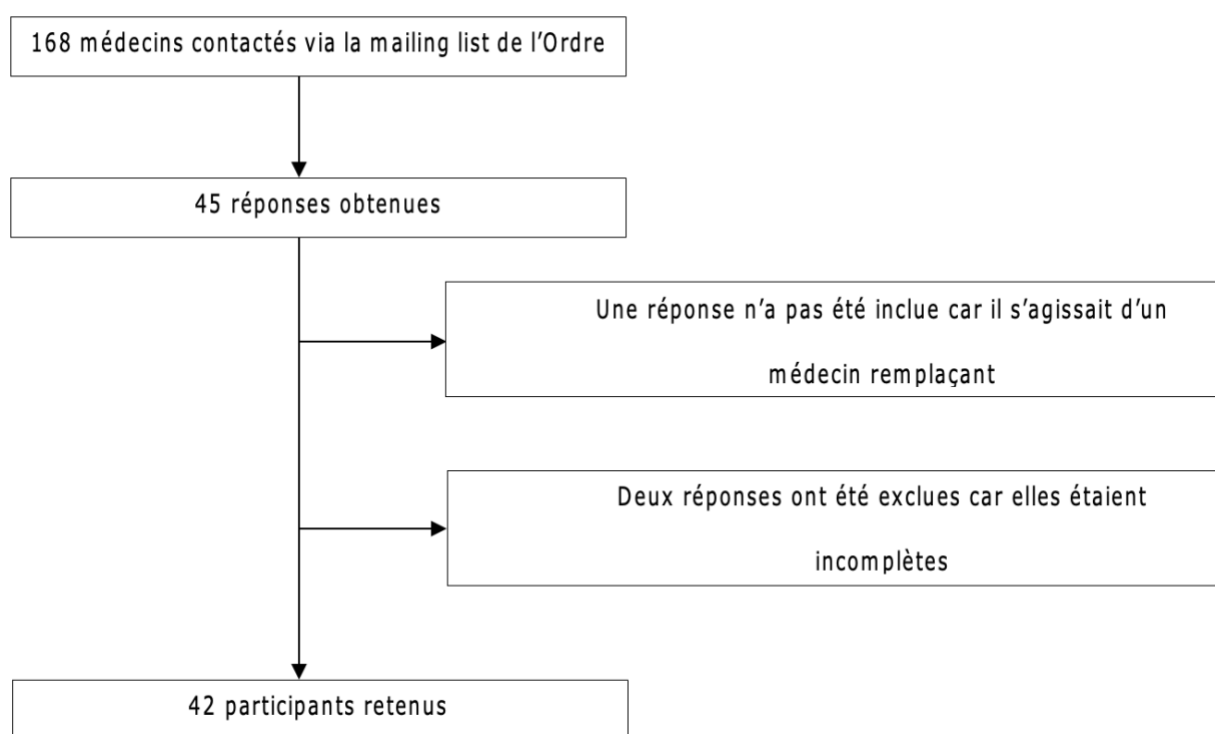 168 médecins contactés via la mailing list de l’Ordre
45 réponses obtenues
Une réponse n’a pas été inclue car il s’agissait d’un
médecin remplaçant
Deux réponses ont été exclues car elles étaient
incomplètes
42 participants retenus